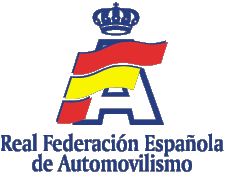 A
Real Federación Española
de Automovilismo